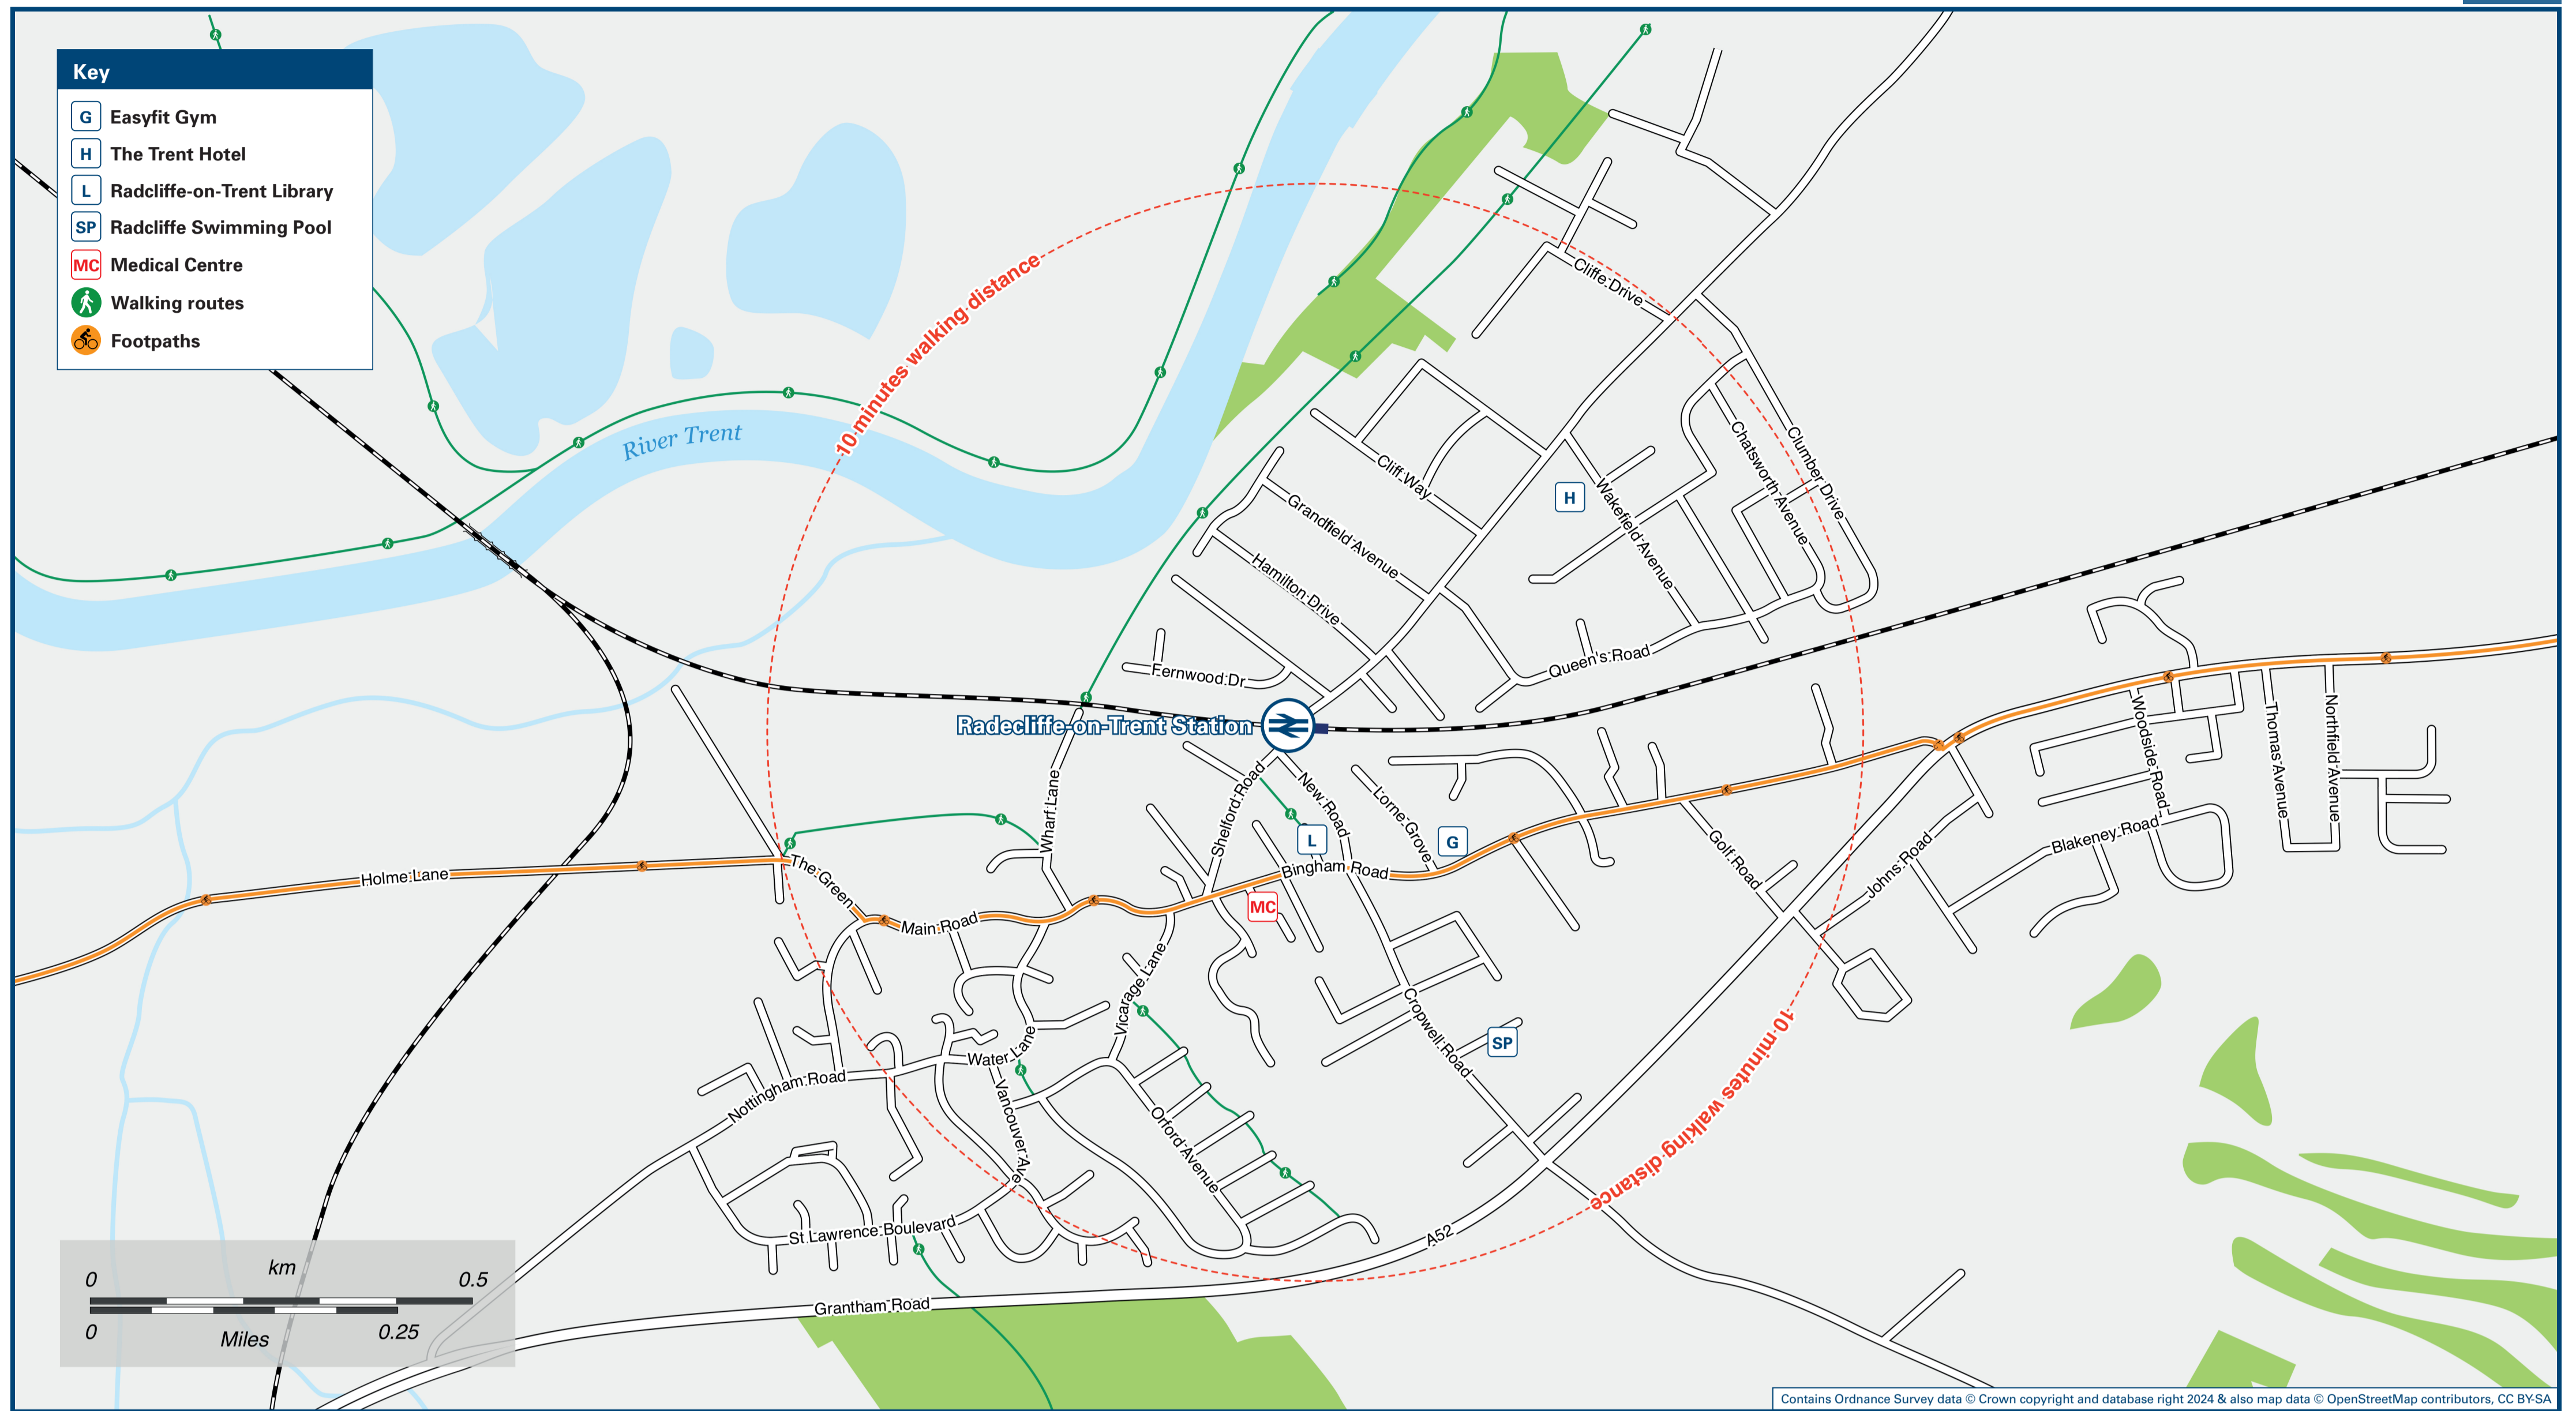 Key
G Easyfit Gym
H The Trent Hotel
L Radcliffe-on-Trent Library
SP Radcliffe Swimming Pool
MC Medical Centre
Walking routes
Footpaths
10 minutes walking distance
River Trent
Cliffe Drive
Clumber Drive
Chatsworth Avenue
Cliff Way
H
Wakefield Avenue
Grandfield Avenue
Hamilton Drive
Queen's Road
Fernwood Dr
Radecliffe-on-Trent Station
Wharf Lane
Shelford Road
New Road
Lorne Grove
L
G
Bingham Road
MC
Golf Road
Johns Road
Woodside Road
Thomas Avenue
Northfield Avenue
Blakeney Road
Holme Lane
The Green
Main Road
Vicarage Lane
Cropwell Road
SP
Water Lane
Nottingham Road
Vancouver Ave
Orford Avenue
St Lawrence Boulevard
10 minutes walking distance
A52
Grantham Road
km
0 0.5
0 0.25
Miles
Contains Ordnance Survey data © Crown copyright and database right 2024 & also map data © OpenStreetMap contributors, CC BY-SA